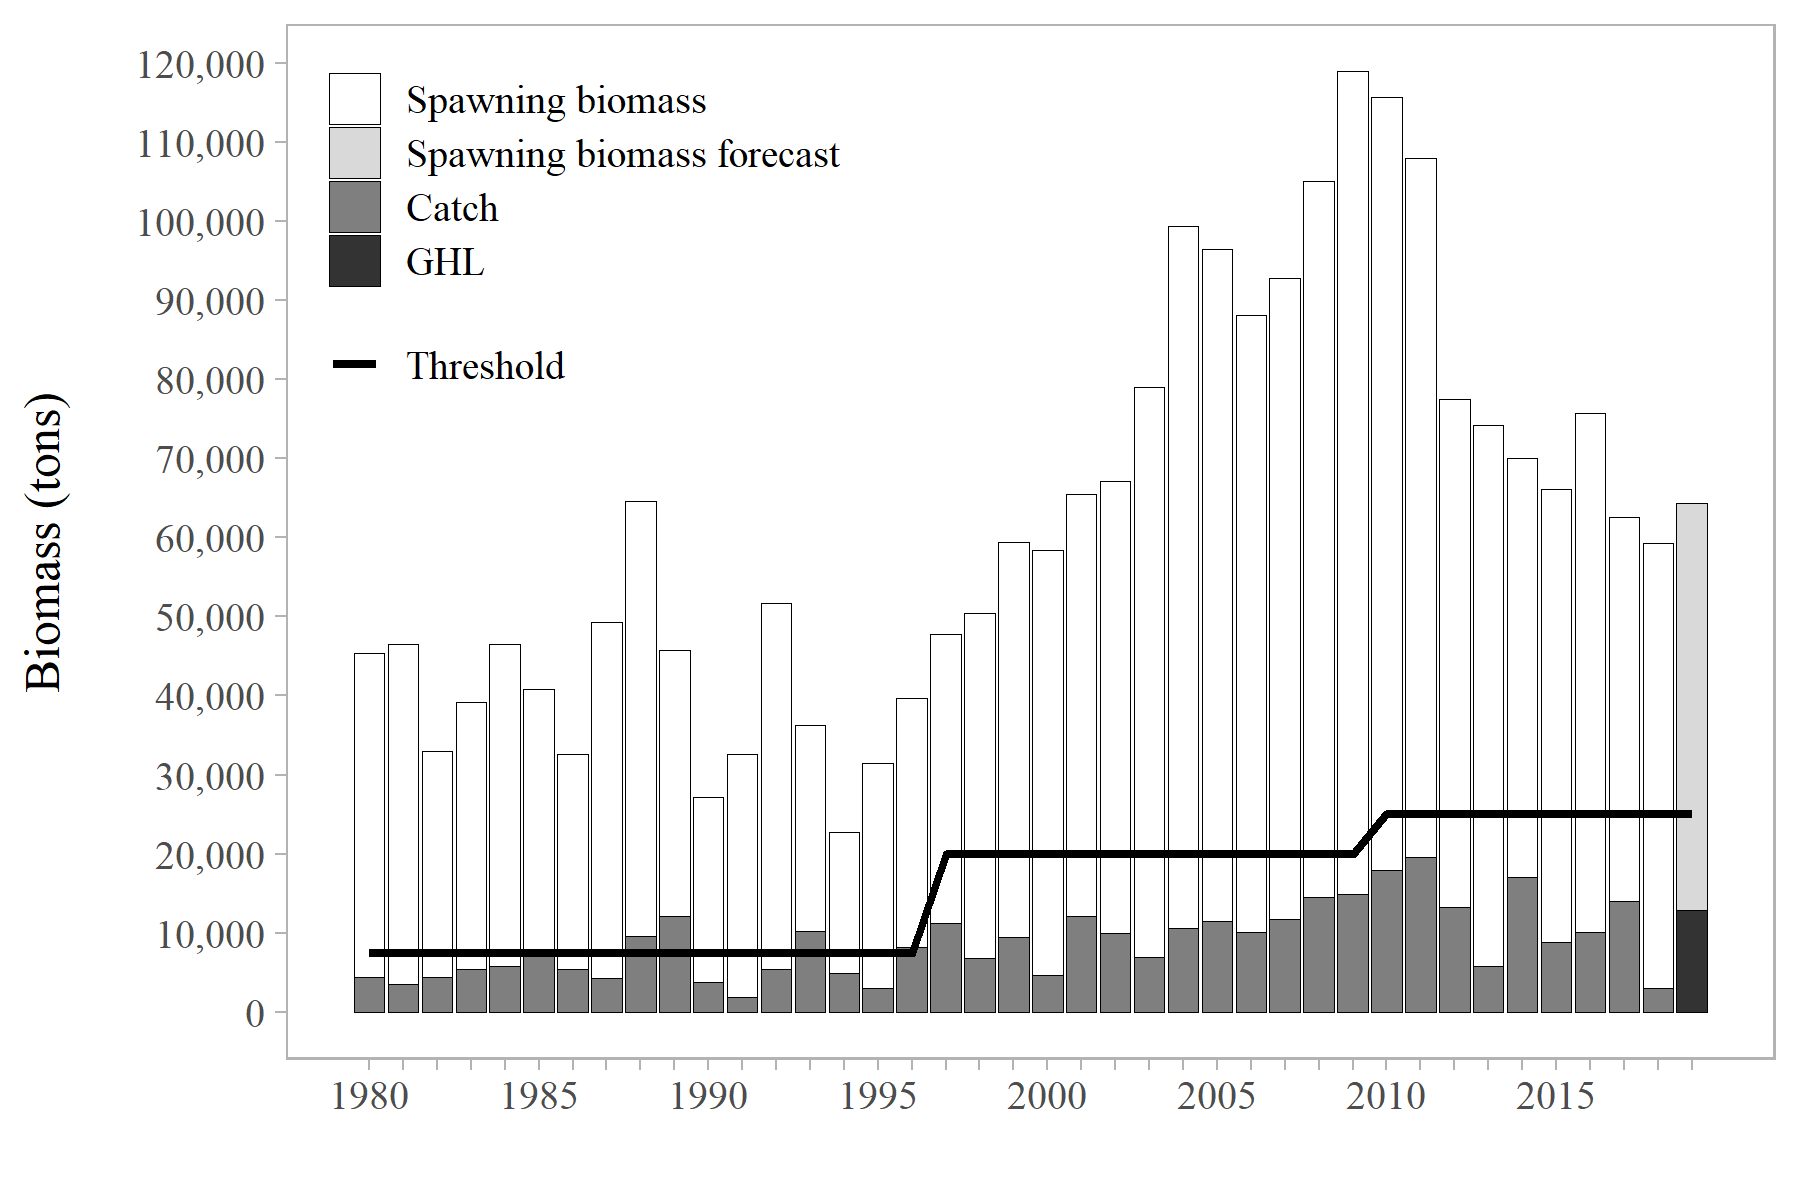 120,000
110,000
100,000
90,000
80,000
70,000
60,000
50,000
40,000
30,000
20,000
10,000
0
Biomass (tons)
Spawning biomass
Spawning biomass forecast
Catch
GHL
Threshold
1980 1985 1990 1995 2000 2005 2010 2015